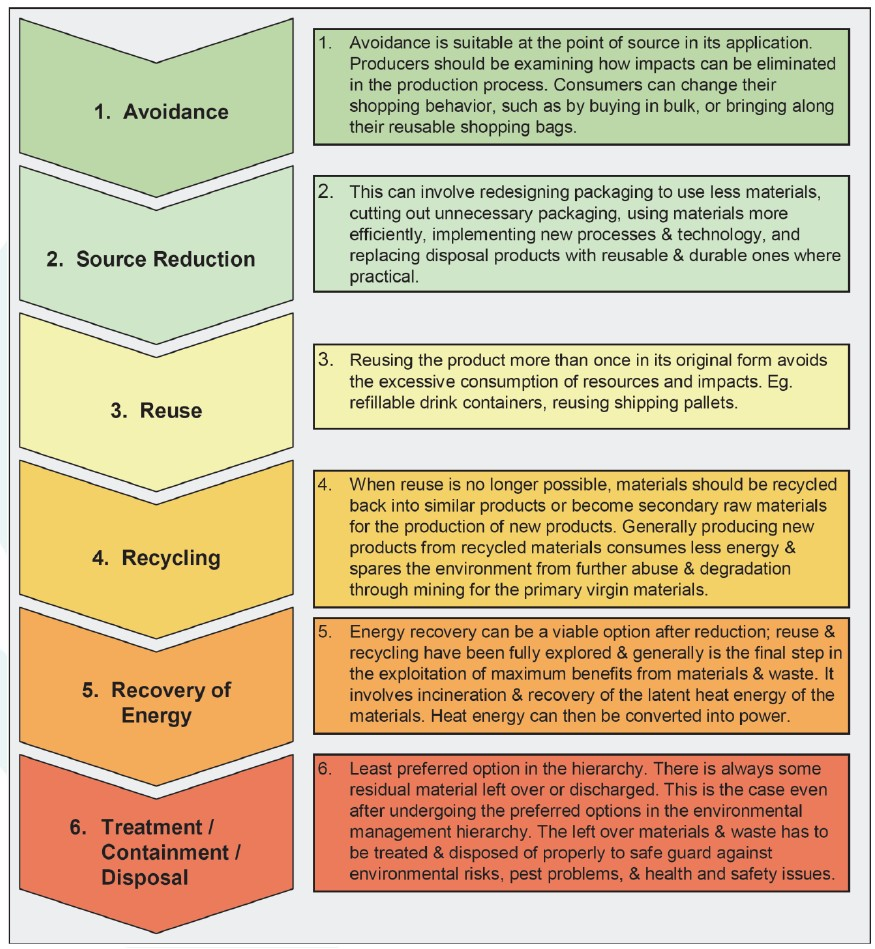 1. Avoidance
1. Avoidance is suitable at the point of source in its application.
Producers should be examining how impacts can be eliminated
in the production process. Consumers can change their
shopping behavior, such as by buying in bulk, or bringing along
their reusable shopping bags.
2. Source Reduction
2. This can involve redesigning packaging to use less materials,
cutting out unnecessary packaging, using materials more
efficiently, implementing new processes & technology, and
replacing disposal products with reusable & durable ones where
practical.
3. Reuse
3. Reusing the product more than once in its original form avoids
the excessive consumption of resources and impacts. Eg.
refillable drink containers, reusing shipping pallets.
4. Recycling
4. When reuse is no longer possible, materials should be recycled
back into similar products or become secondary raw materials
for the production of new products. Generally producing new
products from recycled materials consumes less energy &
spares the environment from further abuse & degradation
through mining for the primary virgin materials.
5. Recovery of
Energy
5. Energy recovery can be a viable option after reduction; reuse &
recycling have been fully explored & generally is the final step in
the exploitation of maximum benefits from materials & waste. It
involves incineration & recovery of the latent heat energy of the
materials. Heat energy can then be converted into power.
6. Treatment /
Containment /
Disposal
6. Least preferred option in the hierarchy. There is always some
residual material left over or discharged. This is the case even
after undergoing the preferred options in the environmental
management hierarchy. The left over materials & waste has to
be treated & disposed of properly to safe guard against
environmental risks, pest problems, & health and safety issues.